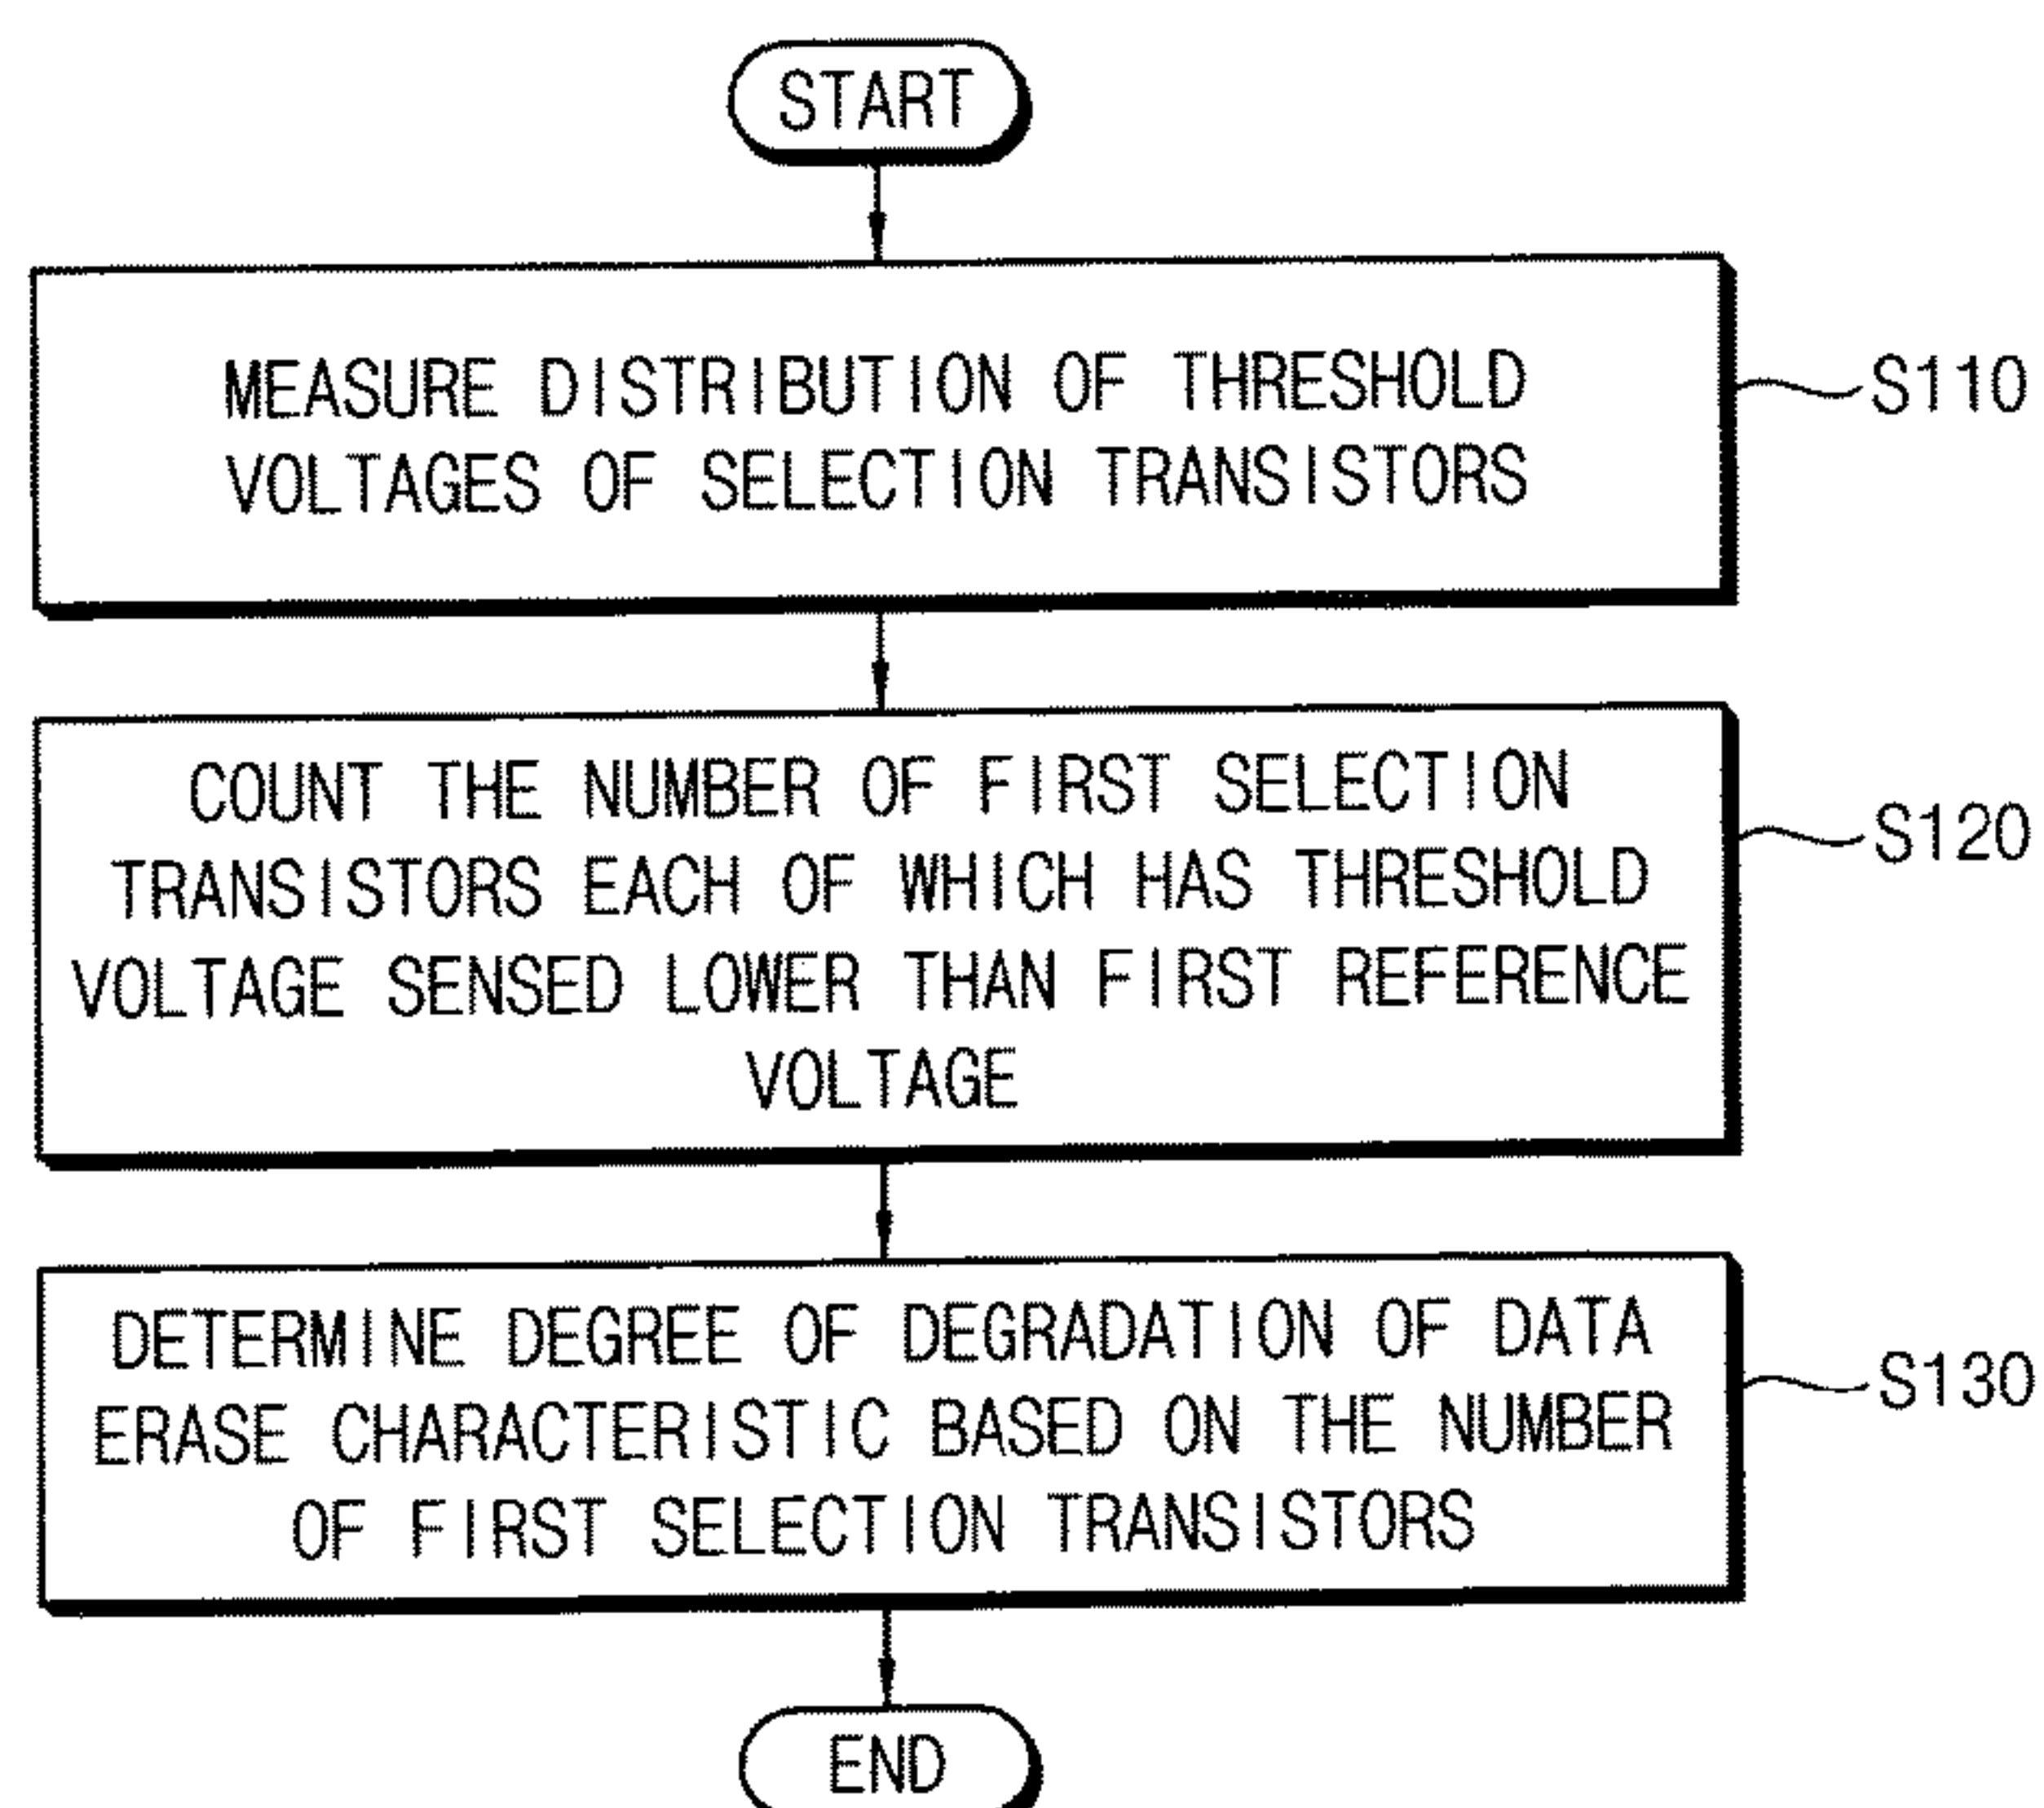 START
MEASURE DISTRIBUTION OF THRESHOLD
VOLTAGES OF SELECTION TRANSISTORS
S110
COUNT THE NUMBER OF FIRST SELECTION
TRANSISTORS EACH OF WHICH HAS THRESHOLD
VOLTAGE SENSED LOWER THAN FIRST REFERENCE
VOLTAGE
S120
DETERMINE DEGREE OF DEGRADATION OF DATA
ERASE CHARACTERISTIC BASED ON THE NUMBER
OF FIRST SELECTION TRANSISTORS
S130
END